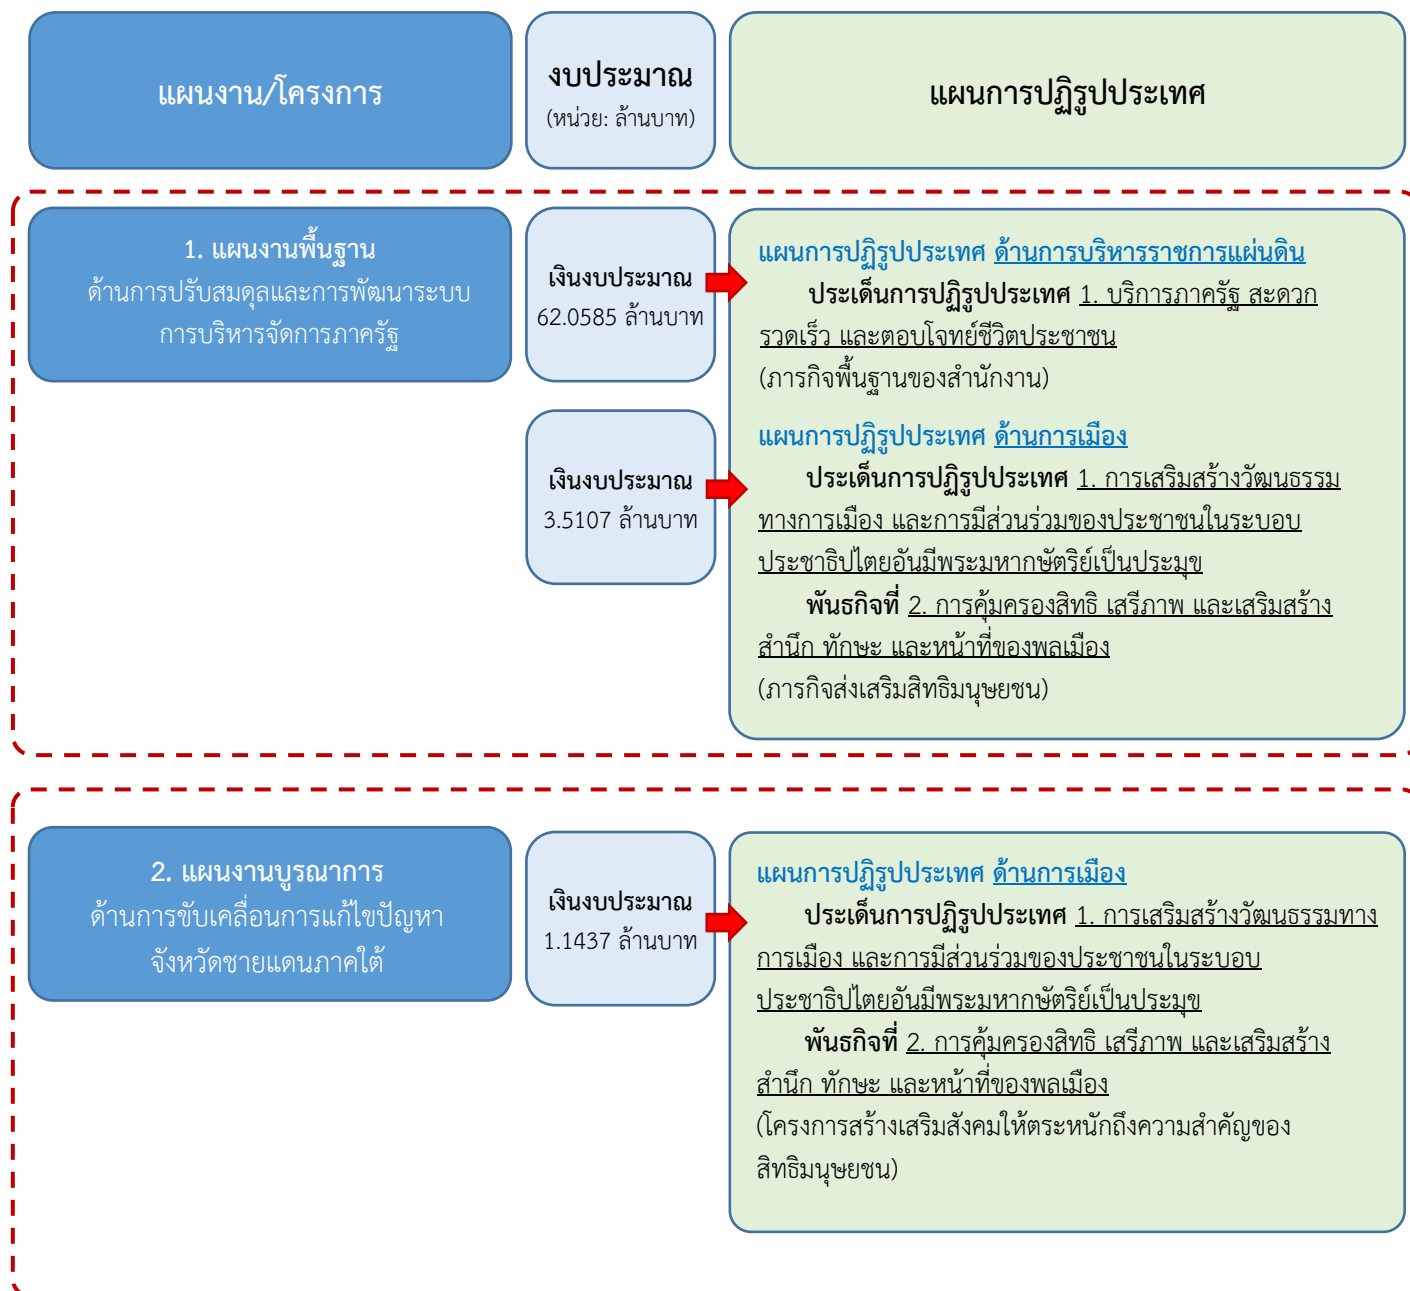 แผนงาน/โครงการ
งบประมาณ
(หน่วย: ล้านบาท)
แผนการปฏิรูปประเทศ
1. แผนงานพื้นฐาน
ด้านการปรับสมดุลและการพัฒนาระบบ
การบริหารจัดการภาครัฐ
เงินงบประมาณ
62.0585 ล้านบาท
แผนการปฏิรูปประเทศ ด้านการบริหารราชการแผ่นดิน
ประเด็นการปฏิรูปประเทศ 1. บริการภาครัฐ สะดวก
รวดเร็ว และตอบโจทย์ชีวิตประชาชน
(ภารกิจพื้นฐานของสำนักงาน)
เงินงบประมาณ
3.5107 ล้านบาท
แผนการปฏิรูปประเทศ ด้านการเมือง
ประเด็นการปฏิรูปประเทศ 1. การเสริมสร้างวัฒนธรรม
ทางการเมือง และการมีส่วนร่วมของประชาชนในระบอบ
ประชาธิปไตยอันมีพระมหากษัตริย์เป็นประมุข
พันธกิจที่ 2. การคุ้มครองสิทธิ เสรีภาพ และเสริมสร้าง
สำนึก ทักษะ และหน้าที่ของพลเมือง
(ภารกิจส่งเสริมสิทธิมนุษยชน)
2. แผนงานบูรณาการ
ด้านการขับเคลื่อนการแก้ไขปัญหา
จังหวัดชายแดนภาคใต้
เงินงบประมาณ
1.1437 ล้านบาท
แผนการปฏิรูปประเทศ ด้านการเมือง
ประเด็นการปฏิรูปประเทศ 1. การเสริมสร้างวัฒนธรรมทาง
การเมือง และการมีส่วนร่วมของประชาชนในระบอบ
ประชาธิปไตยอันมีพระมหากษัตริย์เป็นประมุข
พันธกิจที่ 2. การคุ้มครองสิทธิ เสรีภาพ และเสริมสร้าง
สำนึก ทักษะ และหน้าที่ของพลเมือง
(โครงการสร้างเสริมสังคมให้ตระหนักถึงความสำคัญของ
สิทธิมนุษยชน)